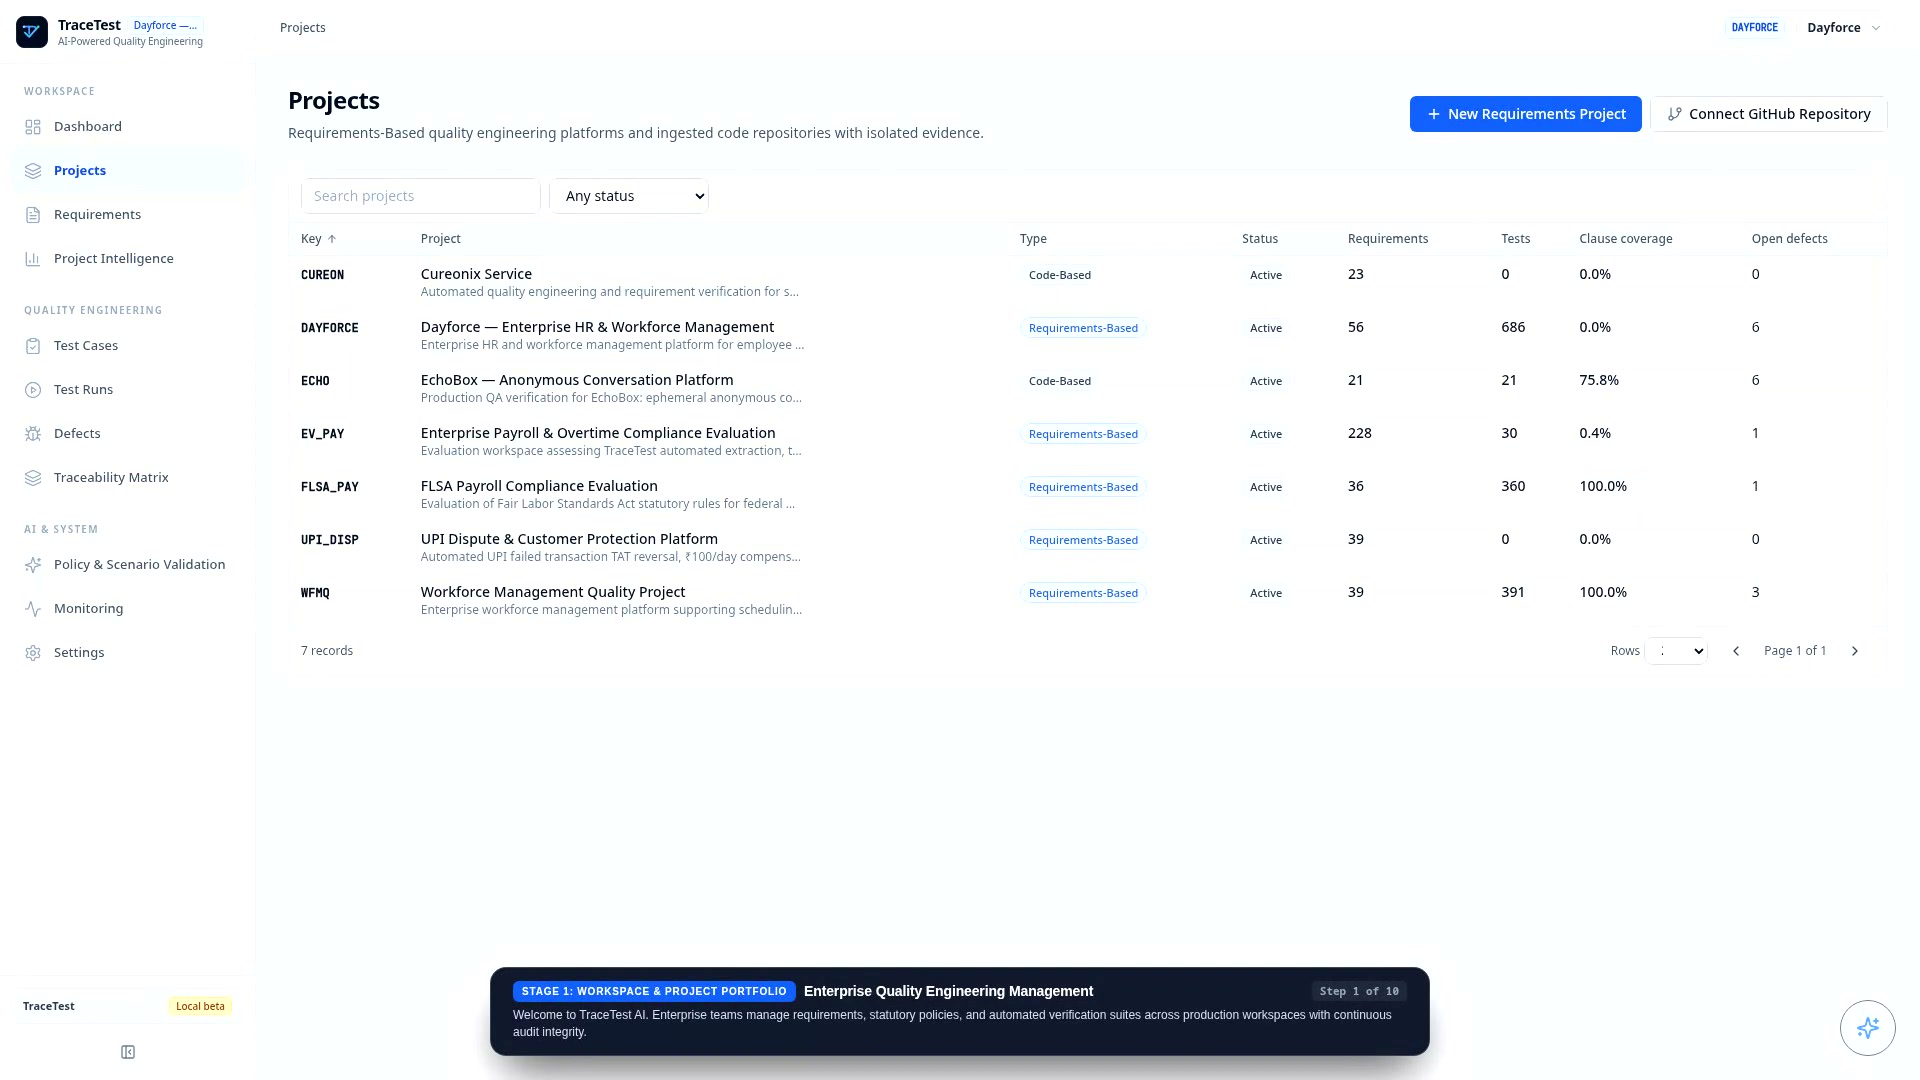 TraceTest Dayforce —...
AI-Powered Quality Engineering
Projects
DAYFORCE Dayforce
WORKSPACE
Dashboard
Projects
Requirements
Project Intelligence
QUALITY ENGINEERING
Test Cases
Test Runs
Defects
Traceability Matrix
AI & SYSTEM
Policy & Scenario Validation
Monitoring
Settings
TraceTest Local beta
Projects
Requirements-Based quality engineering platforms and ingested code repositories with isolated evidence.
New Requirements Project
Connect GitHub Repository
Search projects
Any status
Key ↑ Project Type Status Requirements Tests Clause coverage Open defects
CUREON Cureonix Service Code-Based Active 23 0 0.0% 0
Automated quality engineering and requirement verification for s...
DAYFORCE Dayforce — Enterprise HR & Workforce Management Requirements-Based Active 56 686 0.0% 6
Enterprise HR and workforce management platform for employee ...
ECHO EchoBox — Anonymous Conversation Platform Code-Based Active 21 21 75.8% 6
Production QA verification for EchoBox: ephemeral anonymous co...
EV_PAY Enterprise Payroll & Overtime Compliance Evaluation Requirements-Based Active 228 30 0.4% 1
Evaluation workspace assessing TraceTest automated extraction, t...
FLSA_PAY FLSA Payroll Compliance Evaluation Requirements-Based Active 36 360 100.0% 1
Evaluation of Fair Labor Standards Act statutory rules for federal ...
UPI_DISP UPI Dispute & Customer Protection Platform Requirements-Based Active 39 0 0.0% 0
Automated UPI failed transaction TAT reversal, ₹100/day compens...
WFMQ Workforce Management Quality Project Requirements-Based Active 39 391 100.0% 3
Enterprise workforce management platform supporting schedulin...
7 records
Rows
Page 1 of 1
STAGE 1: WORKSPACE & PROJECT PORTFOLIO Enterprise Quality Engineering Management Step 1 of 10
Welcome to TraceTest AI. Enterprise teams manage requirements, statutory policies, and automated verification suites across production workspaces with continuous
audit integrity.